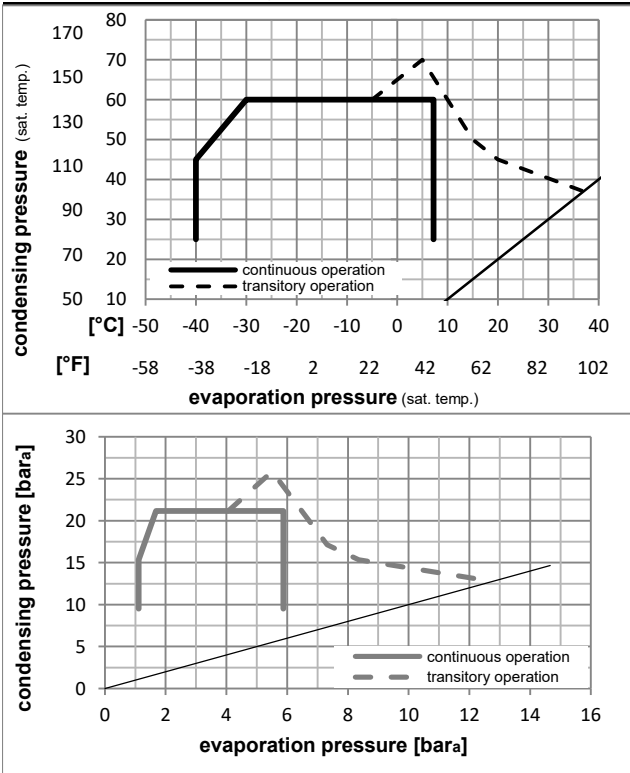 170
150
130
110
90
70
50
80
70
60
50
40
30
20
10
condensing pressure (sat. temp.)
continuous operation
transitory operation
[°C] -50 -40 -30 -20 -10 0 10 20 30 40
[°F] -58 -38 -18 2 22 42 62 82 102
evaporation pressure (sat. temp.)
30
25
20
15
10
5
0
condensing pressure [bara]
continuous operation
transitory operation
0 2 4 6 8 10 12 14 16
evaporation pressure [bara]